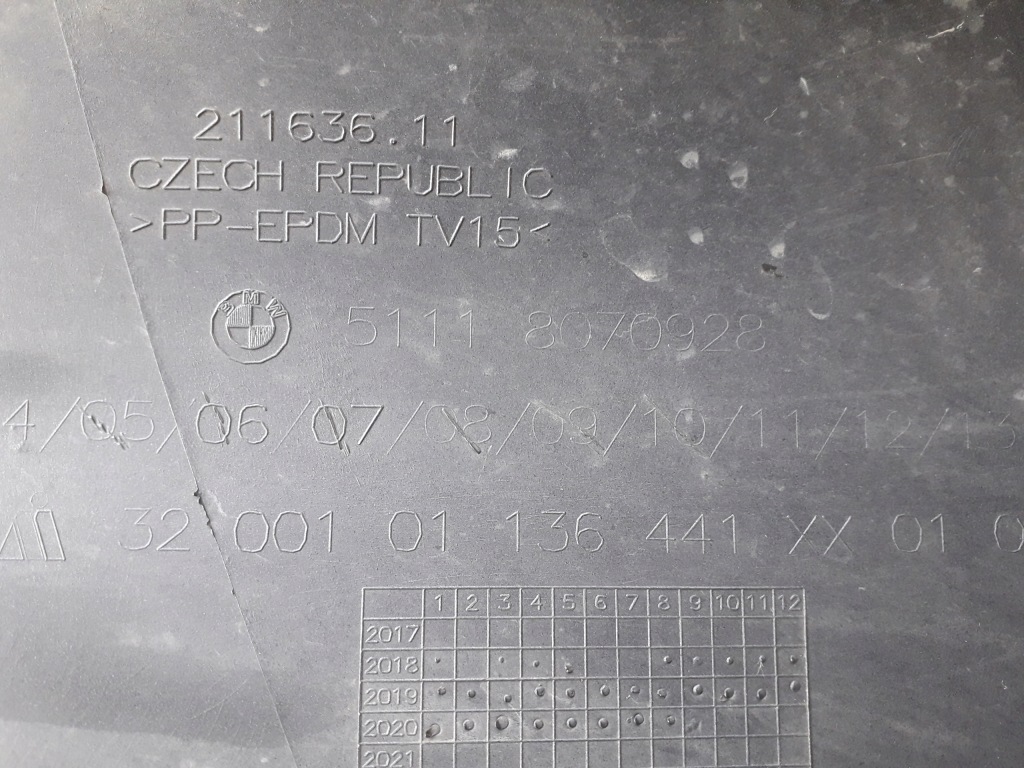 211636.11
CZECH REPUBLIC
>PP-EPDM TV15<
BMW 5111 8070928
4/05/06/07/08/09/10/11/12/13
32 001 01 136 441 XX 01 0
1 2 3 4 5 6 7 8 9 10 11 12
2017
2018
2019
2020
2021